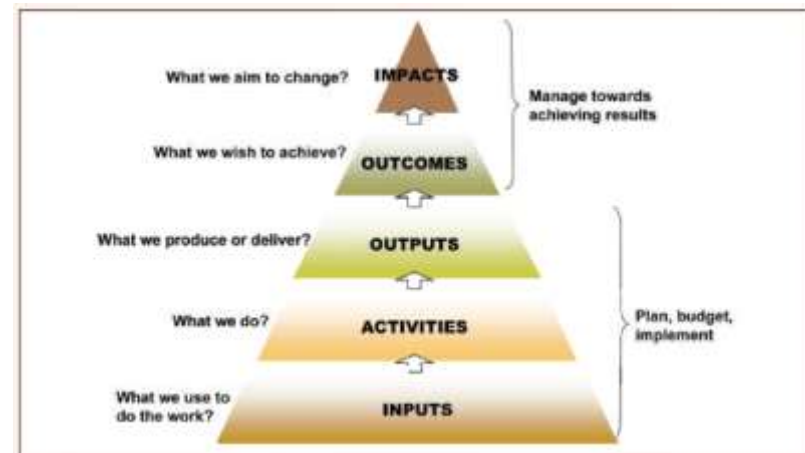 What we aim to change?
IMPACTS
Manage towards
achieving results
What we wish to achieve?
OUTCOMES
What we produce or deliver?
OUTPUTS
What we do?
ACTIVITIES
Plan, budget,
implement
What we use to
do the work?
INPUTS